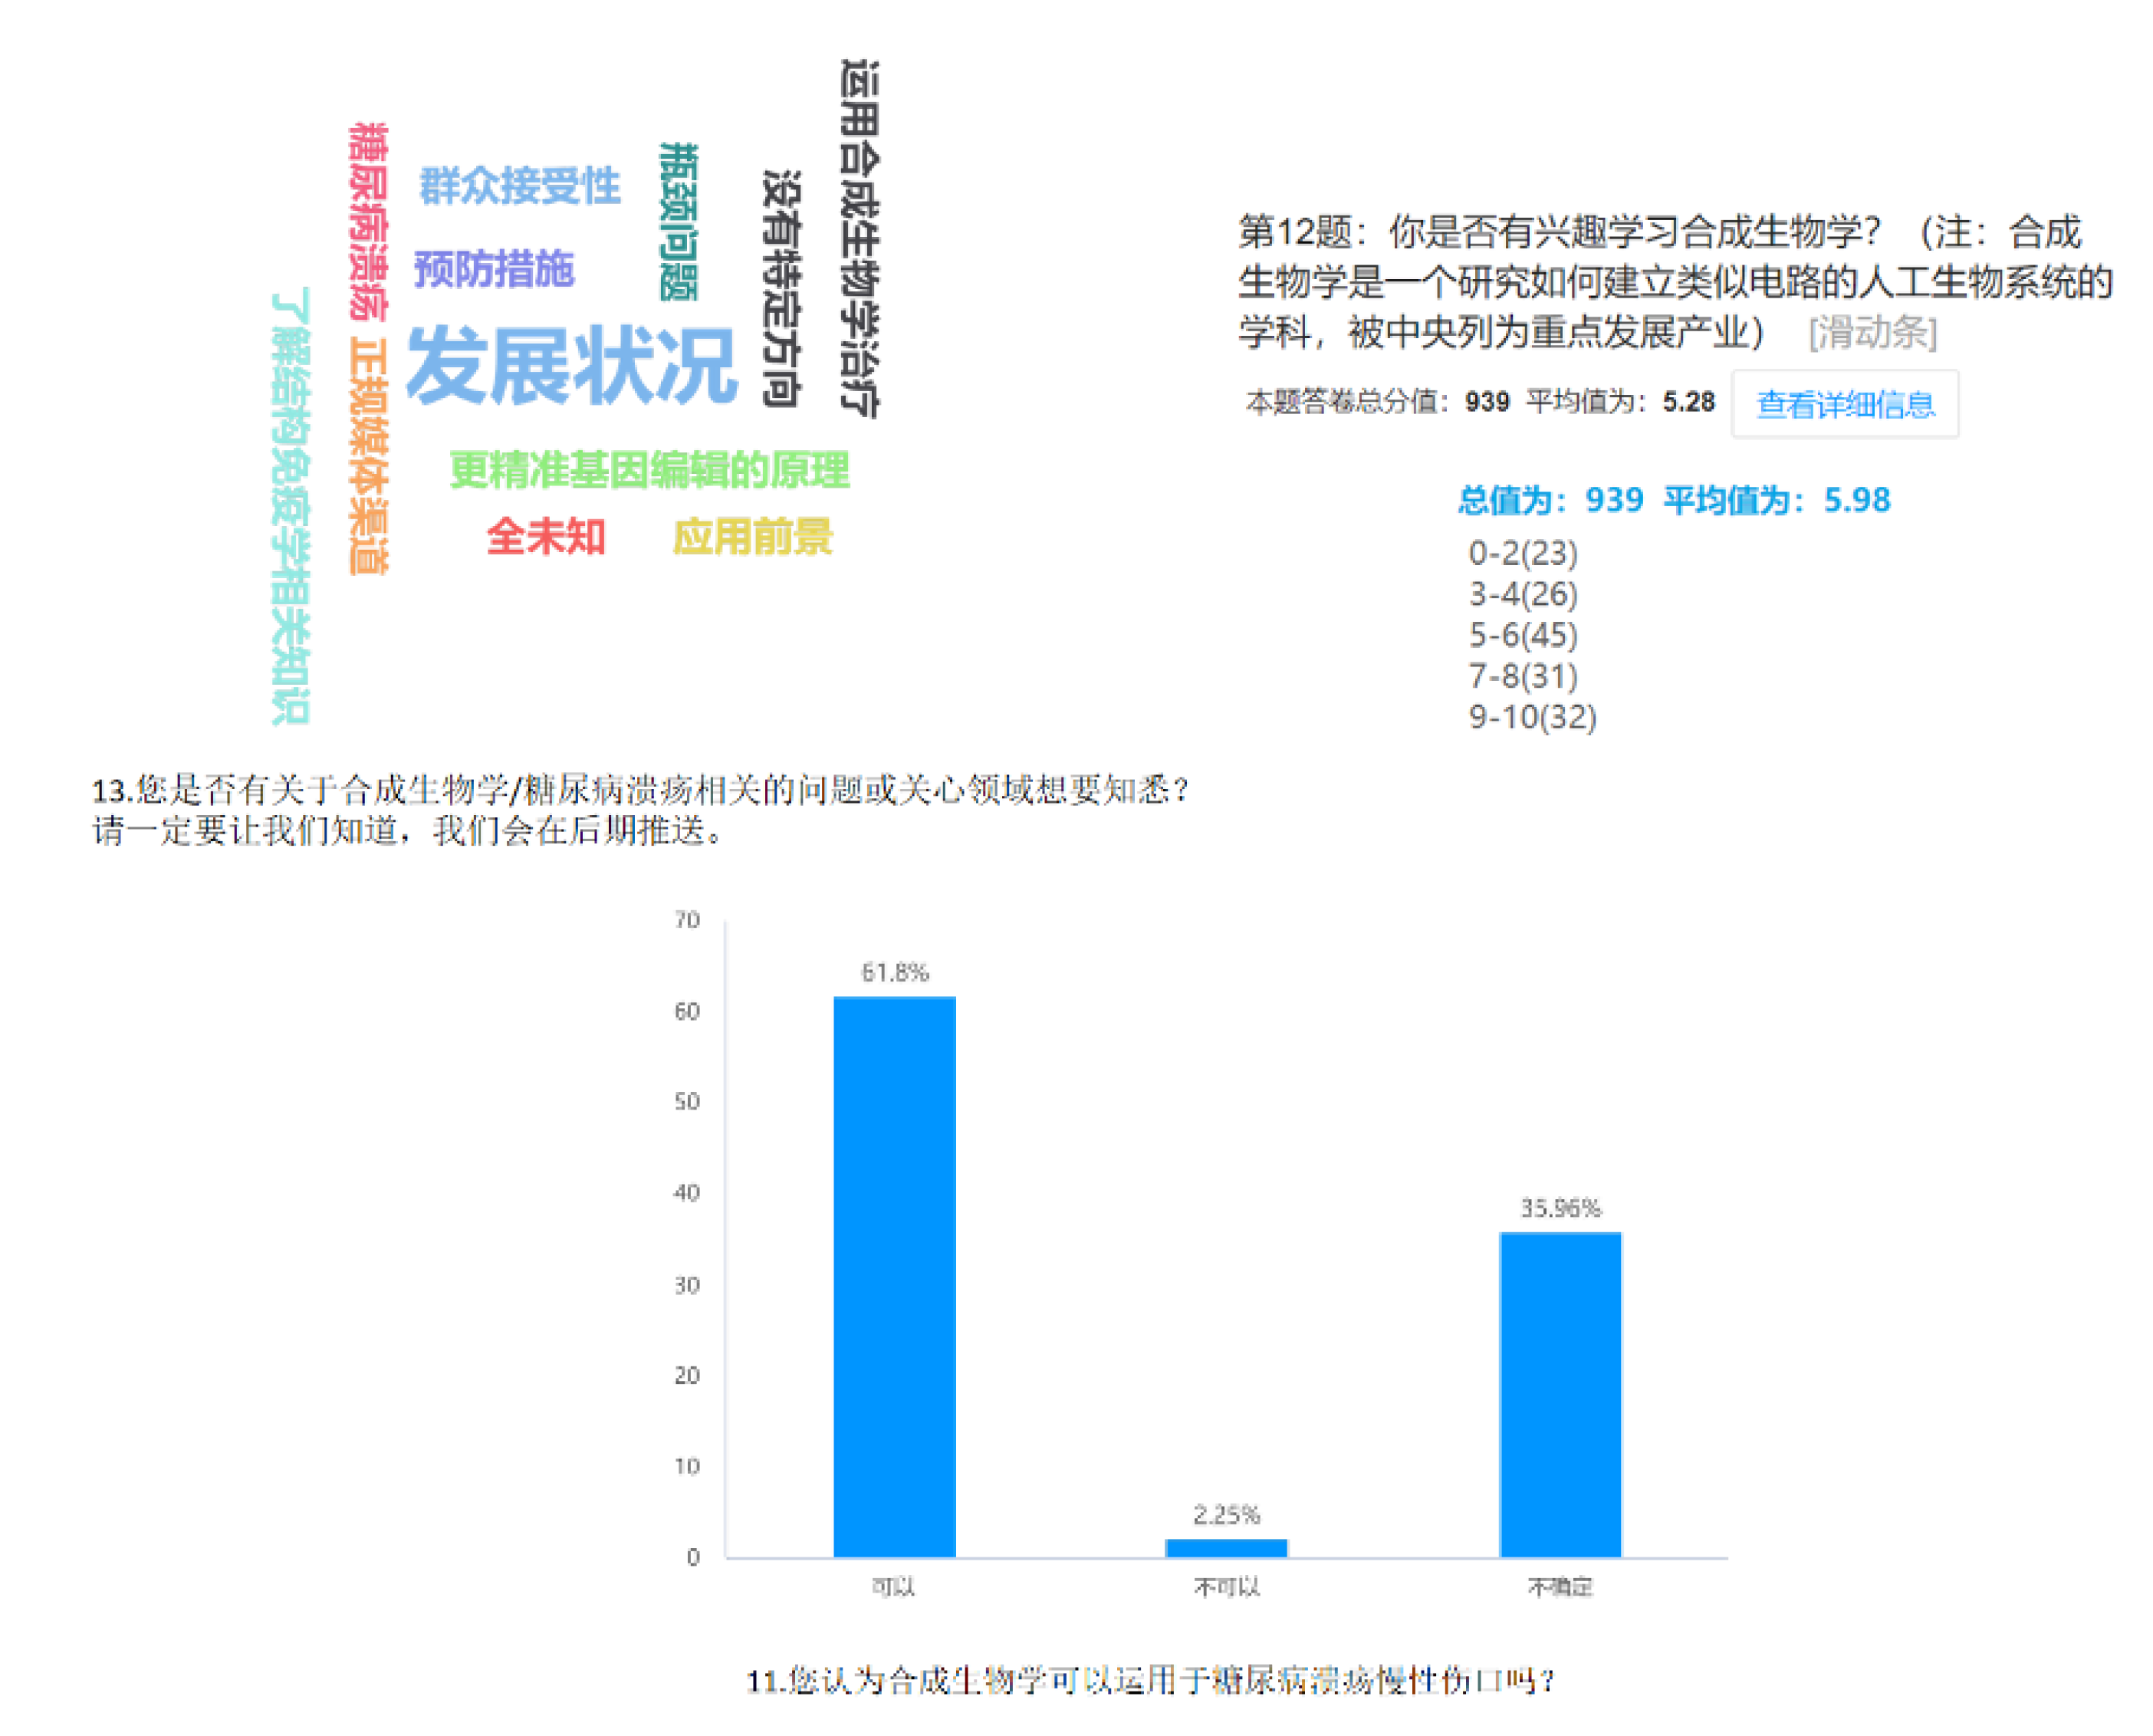 运用合成生物学治疗
没有特定方向
瓶颈问题
糖尿病溃疡
群众接受性
预防措施
发展状况
了解结构免疫学相关知识
正规媒体渠道
更精准基因编辑的原理
全未知
应用前景
13.您是否有关于合成生物学/糖尿病溃疡相关的问题或关心领域想要知悉?
请一定要让我们知道，我们会在后期推送。
第12题：你是否有兴趣学习合成生物学？（注：合成
生物学是一个研究如何建立类似电路的人工生物系统的
学科，被中央列为重点发展产业） [滑动条]
本题答卷总分值：939 平均值为：5.28 查看详细信息
总值为：939 平均值为：5.98
0-2(23)
3-4(26)
5-6(45)
7-8(31)
9-10(32)
70
60
50
40
30
20
10
0
61.8%
2.25%
35.96%
可以
不可以
不确定
11.您认为合成生物学可以运用于糖尿病溃疡慢性伤口吗?